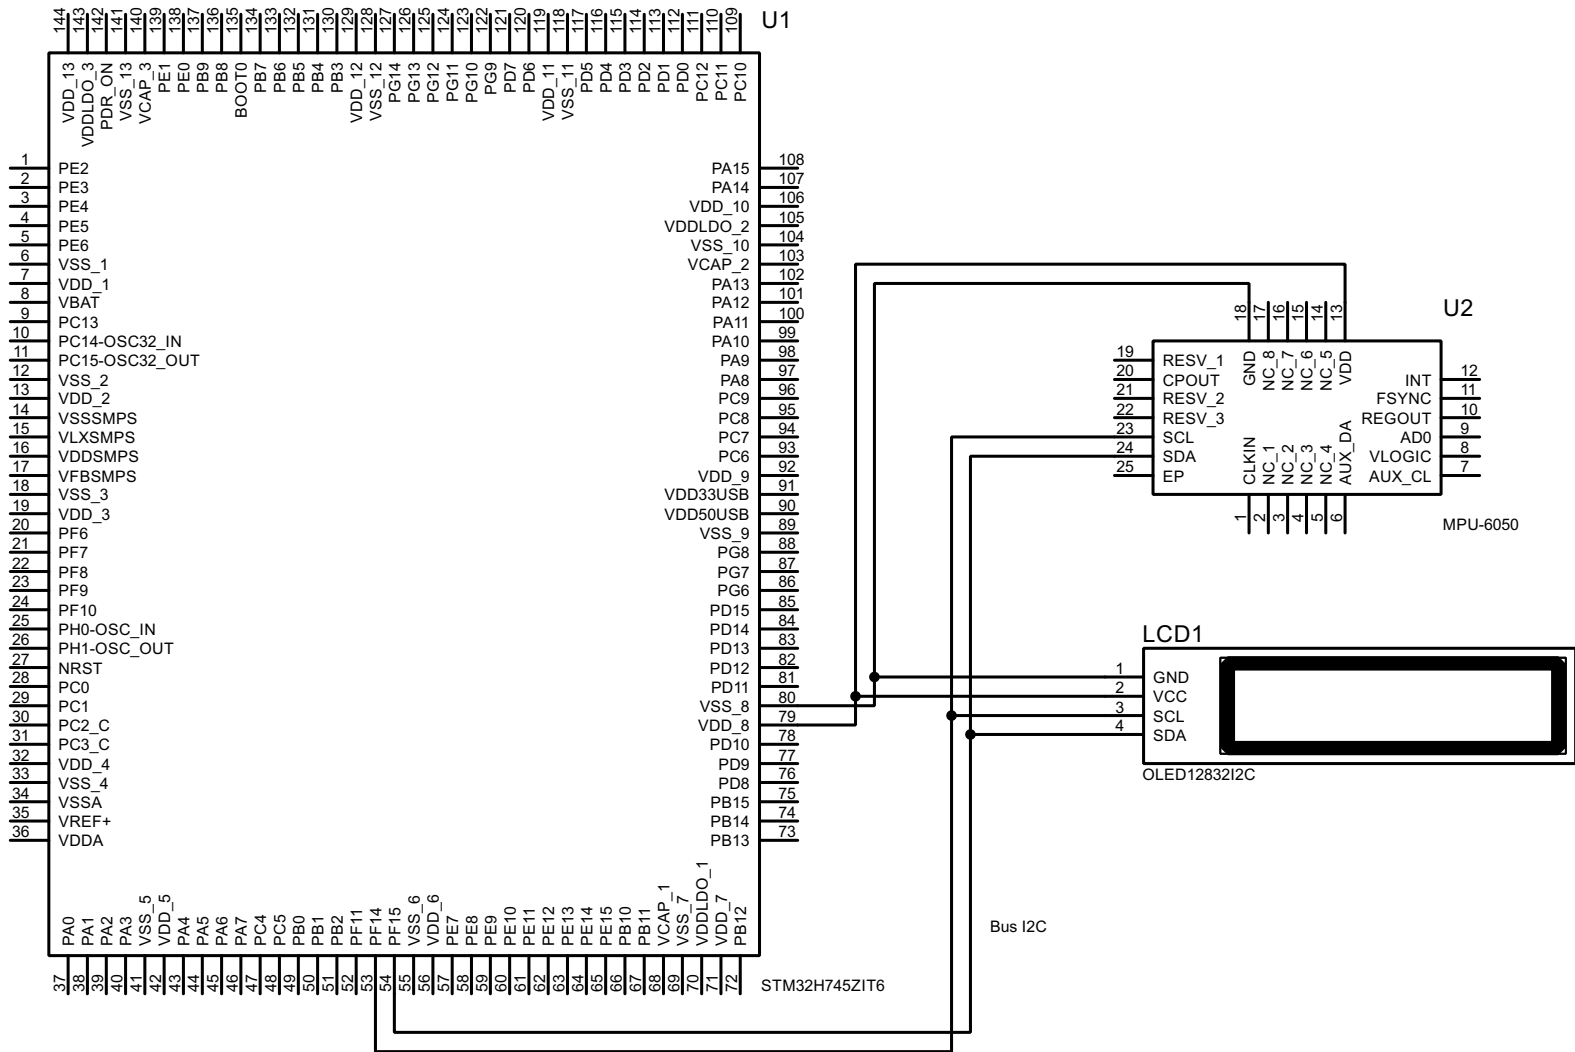 U1
144 143 142 141 140 139 138 137 136 135 134 133 132 131 130 129 128 127 126 125 124 123 122 121 120 119 118 117 116 115 114 113 112 111 110 109
VDD_13 VDDLDO_3 PDR_ON VSS_13 VCAP_3 PE1 PE0 PB9 PB8 BOOT0 PB7 PB6 PB5 PB4 PB3 VDD_12 VSS_12 PG14 PG13 PG12 PG11 PG10 PG9 PD7 PD6 VDD_11 VSS_11 PD5 PD4 PD3 PD2 PD1 PD0 PC12 PC11 PC10
1 PE2
2 PE3
3 PE4
4 PE5
5 PE6
6 VSS_1
7 VDD_1
8 VBAT
9 PC13
10 PC14-OSC32_IN
11 PC15-OSC32_OUT
12 VSS_2
13 VDD_2
14 VSSSMPS
15 VLXSMPS
16 VDDSMPS
17 VFBSMPS
18 VSS_3
19 VDD_3
20 PF6
21 PF7
22 PF8
23 PF9
24 PF10
25 PH0-OSC_IN
26 PH1-OSC_OUT
27 NRST
28 PC0
29 PC1
30 PC2_C
31 PC3_C
32 VDD_4
33 VSS_4
34 VSSA
35 VREF+
36 VDDA
PA15 108
PA14 107
VDD_10 106
VDDLDO_2 105
VSS_10 104
VCAP_2 103
PA13 102
PA12 101
PA11 100
PA10 99
PA9 98
PA8 97
PC9 96
PC8 95
PC7 94
PC6 93
VDD_9 92
VDD33USB 91
VDD50USB 90
VSS_9 89
PG8 88
PG7 87
PG6 86
PD15 85
PD14 84
PD13 83
PD12 82
PD11 81
VSS_8 80
VDD_8 79
PD10 78
PD9 77
PD8 76
PB15 75
PB14 74
PB13 73
PA0 PA1 PA2 PA3 VSS_5 VDD_5 PA4 PA5 PA6 PA7 PC4 PC5 PB0 PB1 PB2 PF11 PF14 PF15 VSS_6 VDD_6 PE7 PE8 PE9 PE10 PE11 PE12 PE13 PE14 PE15 PB10 PB11 VCAP_1 VSS_7 VDDLDO_1 VDD_7 PB12
37 38 39 40 41 42 43 44 45 46 47 48 49 50 51 52 53 54 55 56 57 58 59 60 61 62 63 64 65 66 67 68 69 70 71 72
STM32H745ZIT6
U2
18 17 16 15 14 13
GND NC_8 NC_7 NC_6 NC_5 VDD
19 RESV_1
20 CPOUT
21 RESV_2
22 RESV_3
23 SCL
24 SDA
25 EP
INT 12
FSYNC 11
REGOUT 10
AD0 9
VLOGIC 8
AUX_CL 7
CLKIN NC_1 NC_2 NC_3 NC_4 AUX_DA
1 2 3 4 5 6
MPU-6050
LCD1
1 GND
2 VCC
3 SCL
4 SDA
OLED12832I2C
Bus I2C